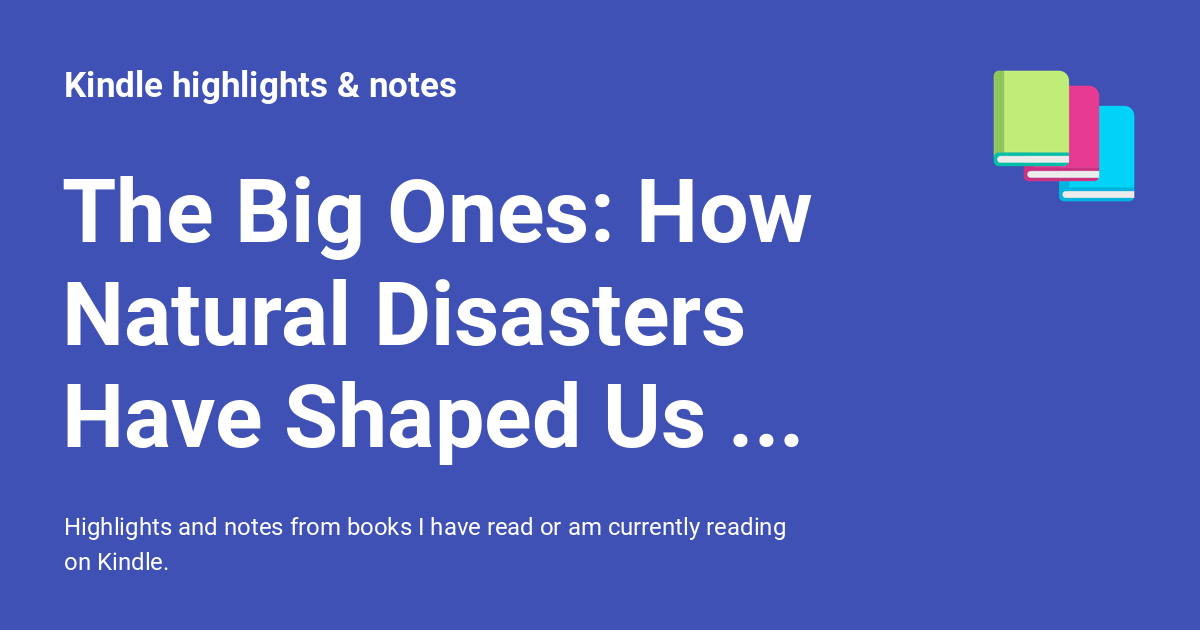 Kindle highlights & notes
The Big Ones: How
Natural Disasters
Have Shaped Us ...
Highlights and notes from books I have read or am currently reading
on Kindle.